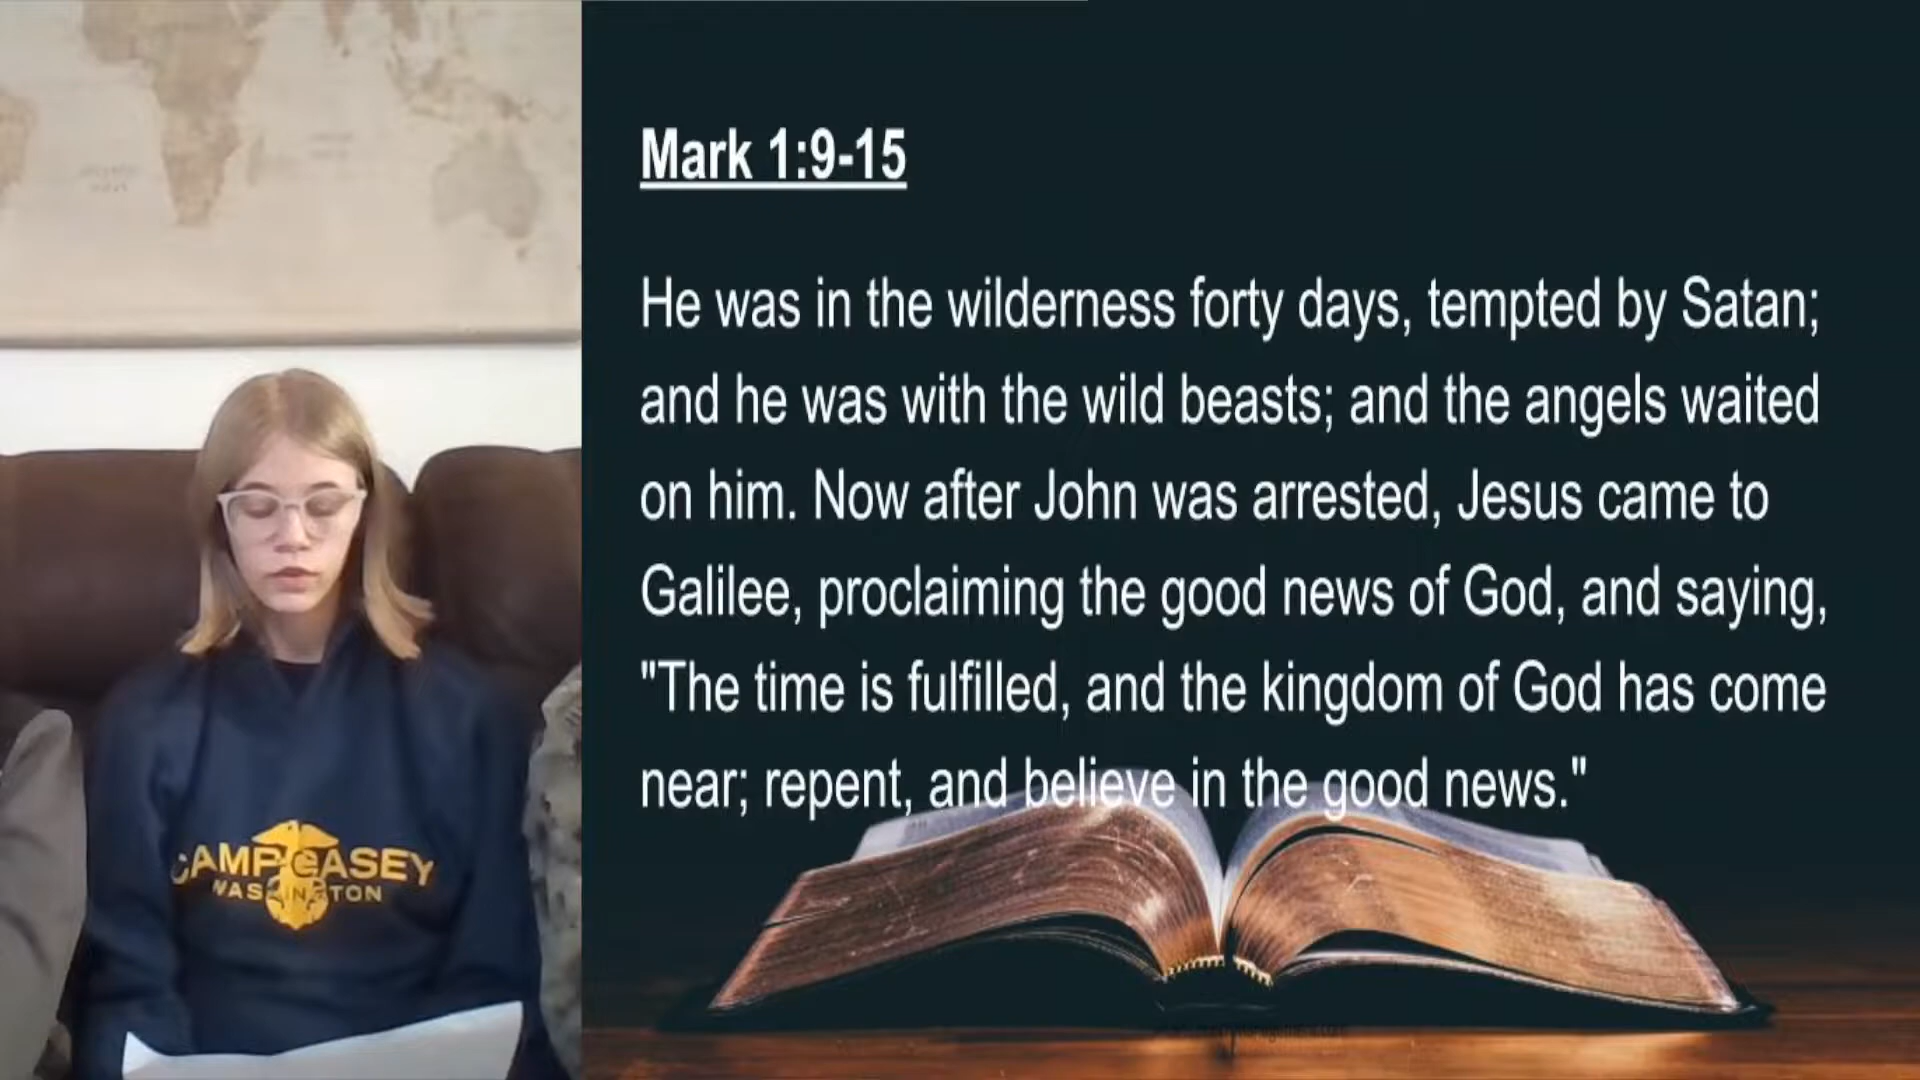 Mark 1:9-15
He was in the wilderness forty days, tempted by Satan;
and he was with the wild beasts; and the angels waited
on him. Now after John was arrested, Jesus came to
Galilee, proclaiming the good news of God, and saying,
"The time is fulfilled, and the kingdom of God has come
near; repent, and believe in the good news."
CAMP CASEY
WASHINGTON